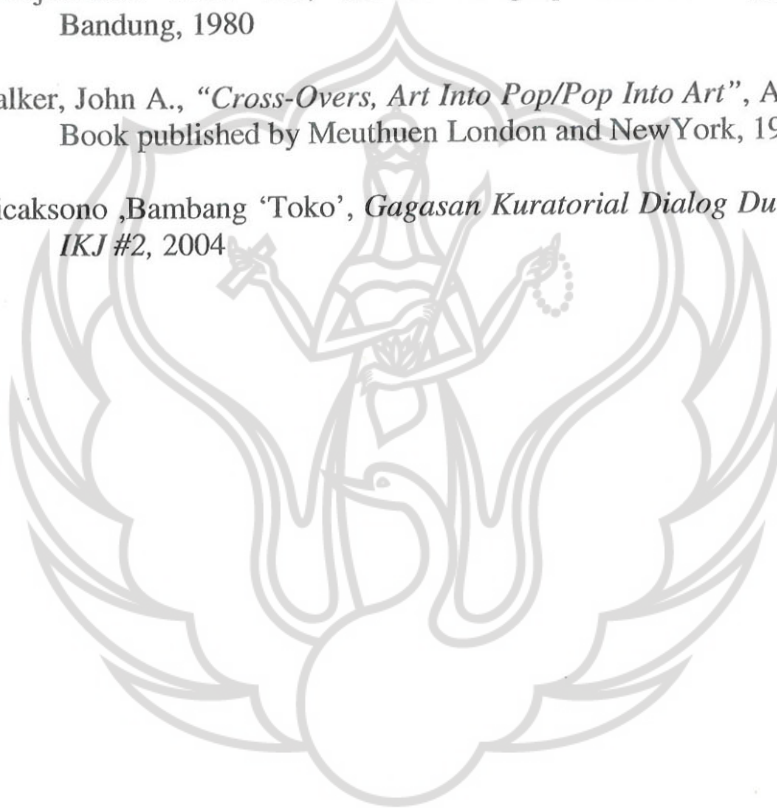 Bandung, 1980
alker, John A., “Cross-Overs, Art Into Pop/Pop Into Art”, A
Book published by Meuthuen London and NewYork, 19
icaksono ,Bambang ‘Toko’, Gagasan Kuratorial Dialog Du
IKJ #2, 2004